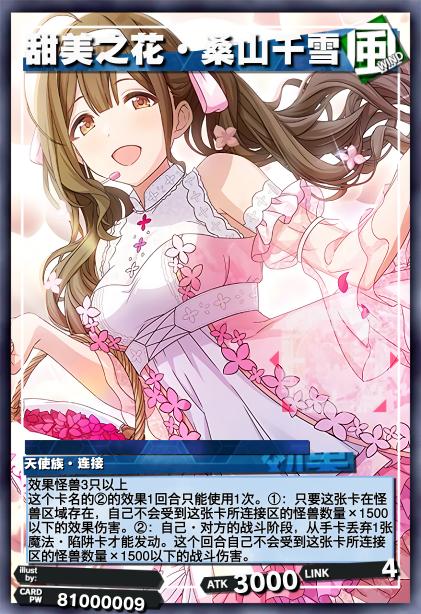 甜美之花・桑山千雪
風
WIND
天使族・连接
效果怪兽3只以上
这个卡名的②的效果1回合只能使用1次。①：只要这张卡在怪
兽区域存在，自己不会受到这张卡所连接区的怪兽数量×1500
以下的效果伤害。②：自己・对方的战斗阶段，从手卡丢弃1张
魔法・陷阱卡才能发动。这个回合自己不会受到这张卡所连接
区的怪兽数量×1500以下的战斗伤害。
illust by:
CARD PW 81000009
ATK 3000
LINK 4